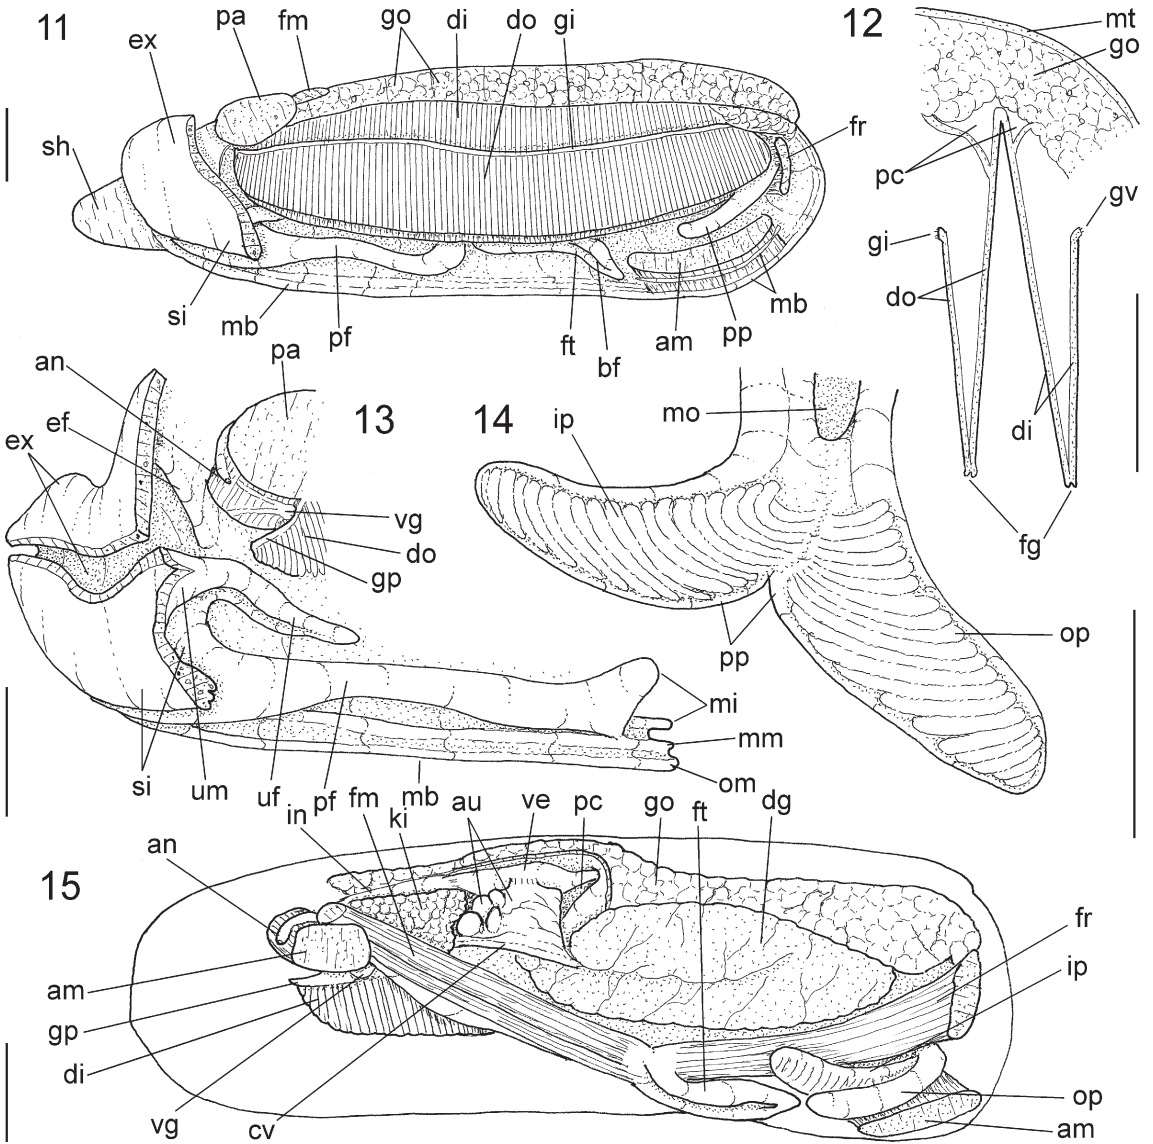 11
pa
fm
go
di
do
gi
ex
sh
fr
si
mb
pf
ft
bf
am
pp
mb
12
mt
go
pc
gv
gi
do
di
fg
13
pa
an
ef
ex
vg
do
gp
mi
mm
om
si
um
uf
pf
mb
14
ip
mo
pp
op
15
in
fm
ki
au
ve
pc
go
ft
dg
an
fr
ip
am
gp
di
vg
cv
op
am